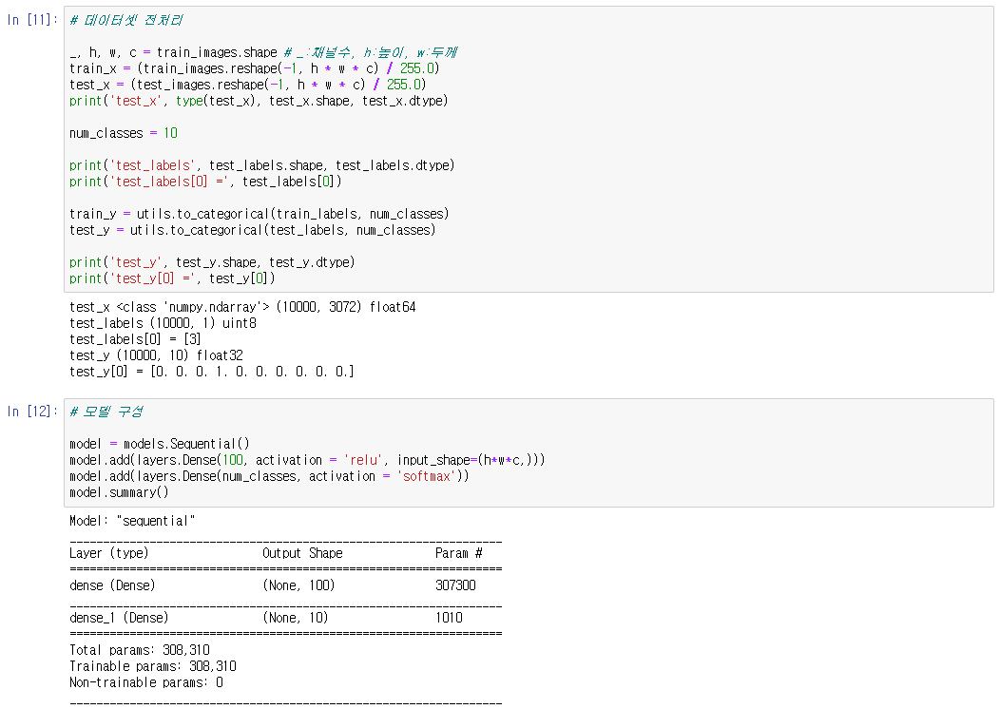 In [11]: # 데이터셋 전처리
_, h, w, c = train_images.shape # _:채널수, h:높이, w:두께
train_x = (train_images.reshape(-1, h * w * c) / 255.0)
test_x = (test_images.reshape(-1, h * w * c) / 255.0)
print('test_x', type(test_x), test_x.shape, test_x.dtype)
num_classes = 10
print('test_labels', test_labels.shape, test_labels.dtype)
print('test_labels[0] =', test_labels[0])
train_y = utils.to_categorical(train_labels, num_classes)
test_y = utils.to_categorical(test_labels, num_classes)
print('test_y', test_y.shape, test_y.dtype)
print('test_y[0] =', test_y[0])
test_x <class 'numpy.ndarray'> (10000, 3072) float64
test_labels (10000, 1) uint8
test_labels[0] = [3]
test_y (10000, 10) float32
test_y[0] = [0. 0. 0. 1. 0. 0. 0. 0. 0. 0.]
In [12]: # 모델 구성
model = models.Sequential()
model.add(layers.Dense(100, activation = 'relu', input_shape=(h*w*c,)))
model.add(layers.Dense(num_classes, activation = 'softmax'))
model.summary()
Model: "sequential"
Layer (type) Output Shape Param #
dense (Dense) (None, 100) 307300
dense_1 (Dense) (None, 10) 1010
Total params: 308,310
Trainable params: 308,310
Non-trainable params: 0